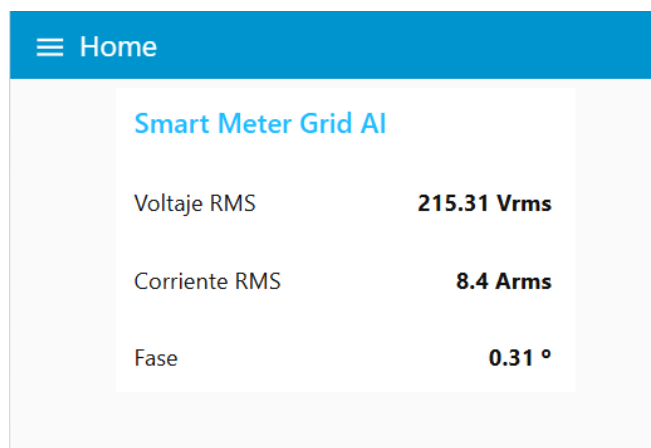 Home
Smart Meter Grid AI
Voltaje RMS 215.31 Vrms
Corriente RMS 8.4 Arms
Fase 0.31 º